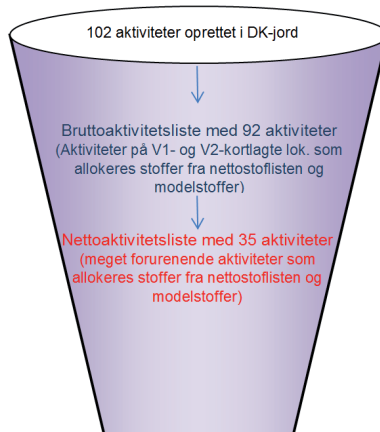 102 aktiviteter oprettet i DK-jord
Bruttoaktivitetsliste med 92 aktiviteter
(Aktiviteter på V1- og V2-kortlagte lok. som
allokeres stoffer fra nettostoflisten og
modelstoffer)
Nettoaktivitetsliste med 35 aktiviteter
(meget forurenende aktiviteter som
allokeres stoffer fra nettostoflisten og
modelstoffer)